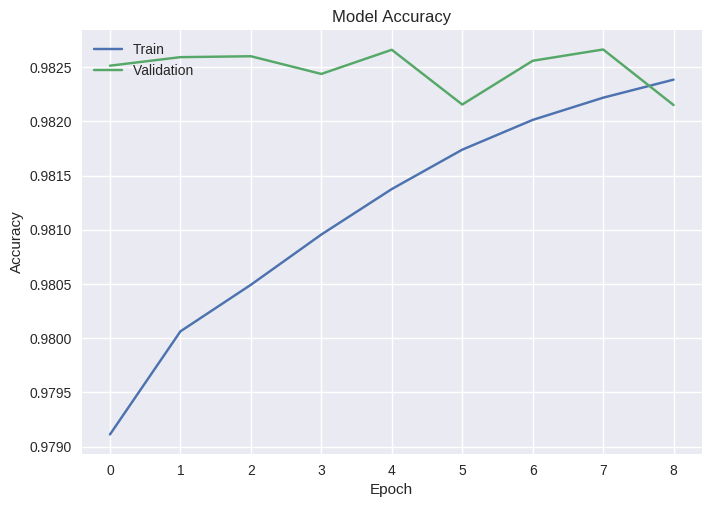 Model Accuracy
Train
Validation
0.9825
0.9820
0.9815
0.9810
0.9805
0.9800
0.9795
0.9790
Accuracy
0 1 2 3 4 5 6 7 8
Epoch